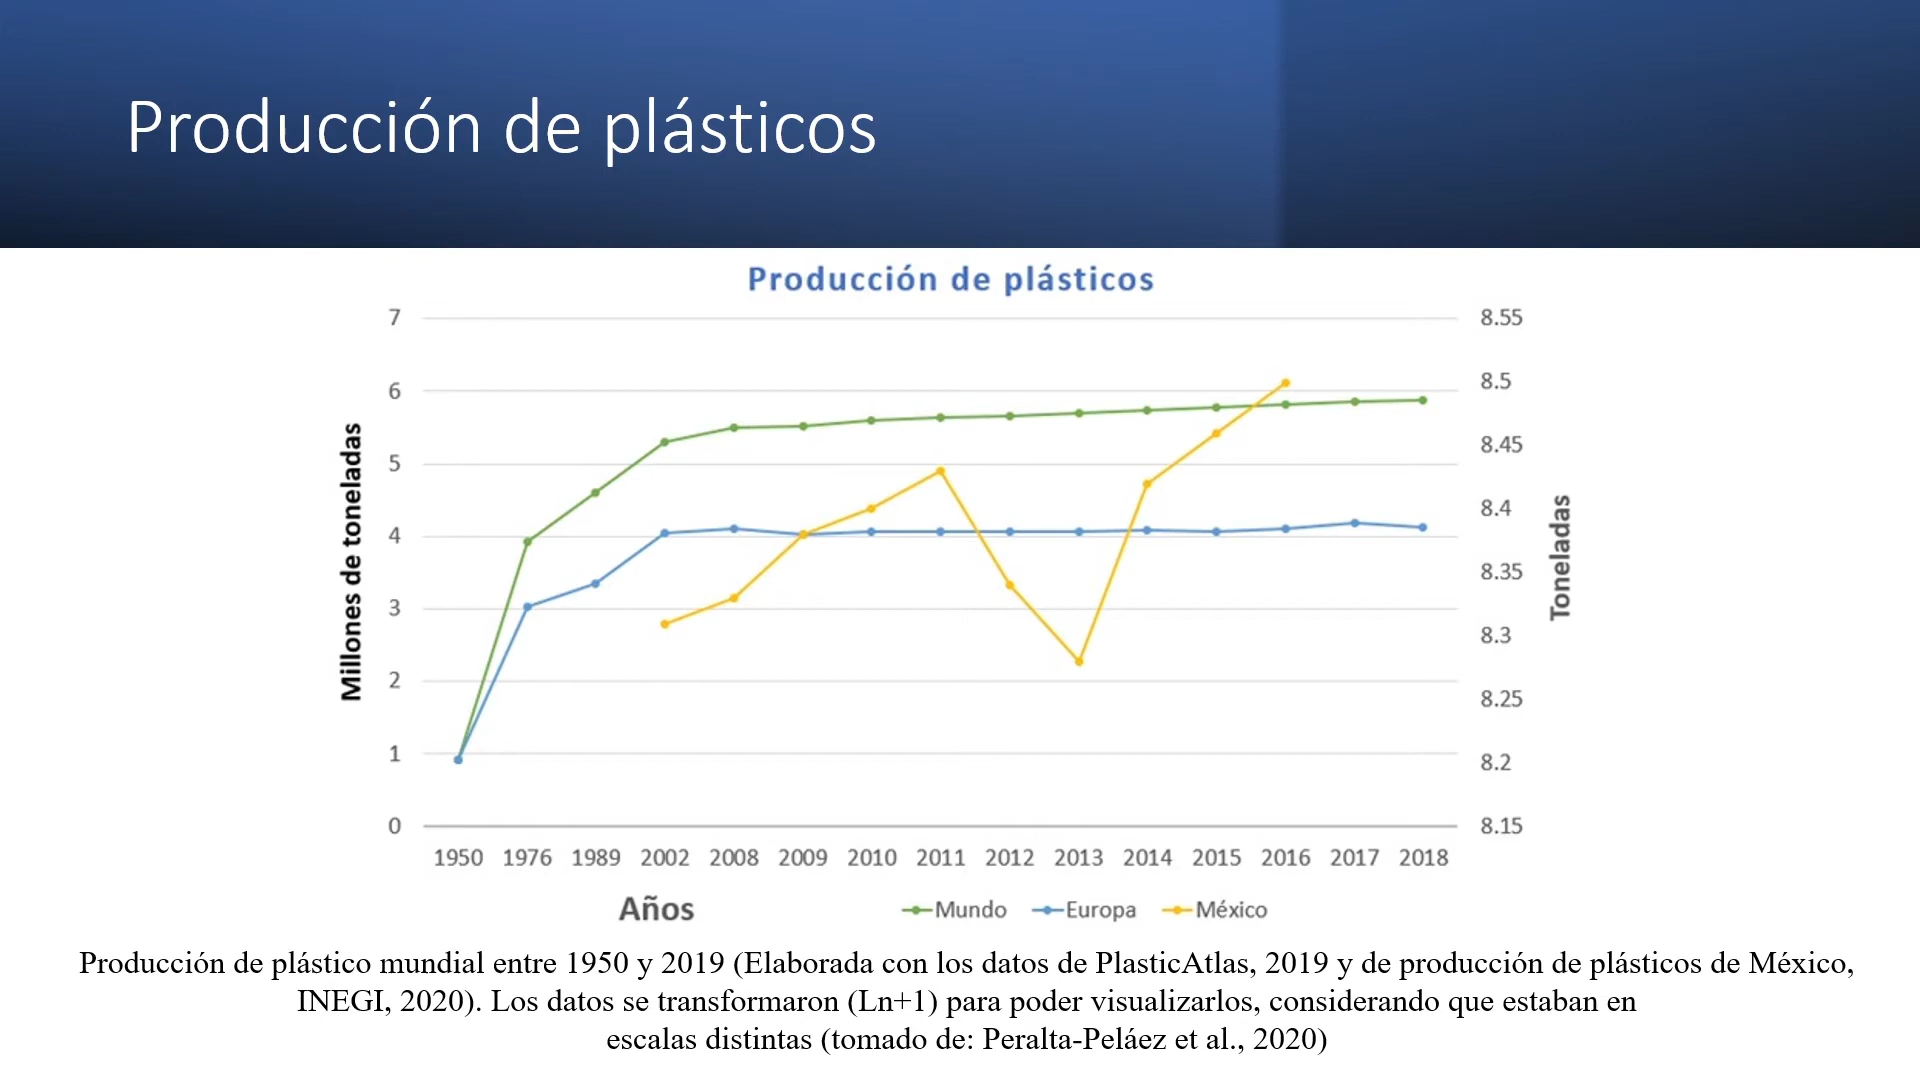 Producción de plásticos
Producción de plásticos
7
6
5
4
3
2
1
0
Millones de toneladas
8.55
8.5
8.45
8.4
8.35
8.3
8.25
8.2
8.15
Toneladas
1950 1976 1989 2002 2008 2009 2010 2011 2012 2013 2014 2015 2016 2017 2018
Años
Mundo Europa México
Producción de plástico mundial entre 1950 y 2019 (Elaborada con los datos de PlasticAtlas, 2019 y de producción de plásticos de México,
INEGI, 2020). Los datos se transformaron (Ln+1) para poder visualizarlos, considerando que estaban en
escalas distintas (tomado de: Peralta-Peláez et al., 2020)